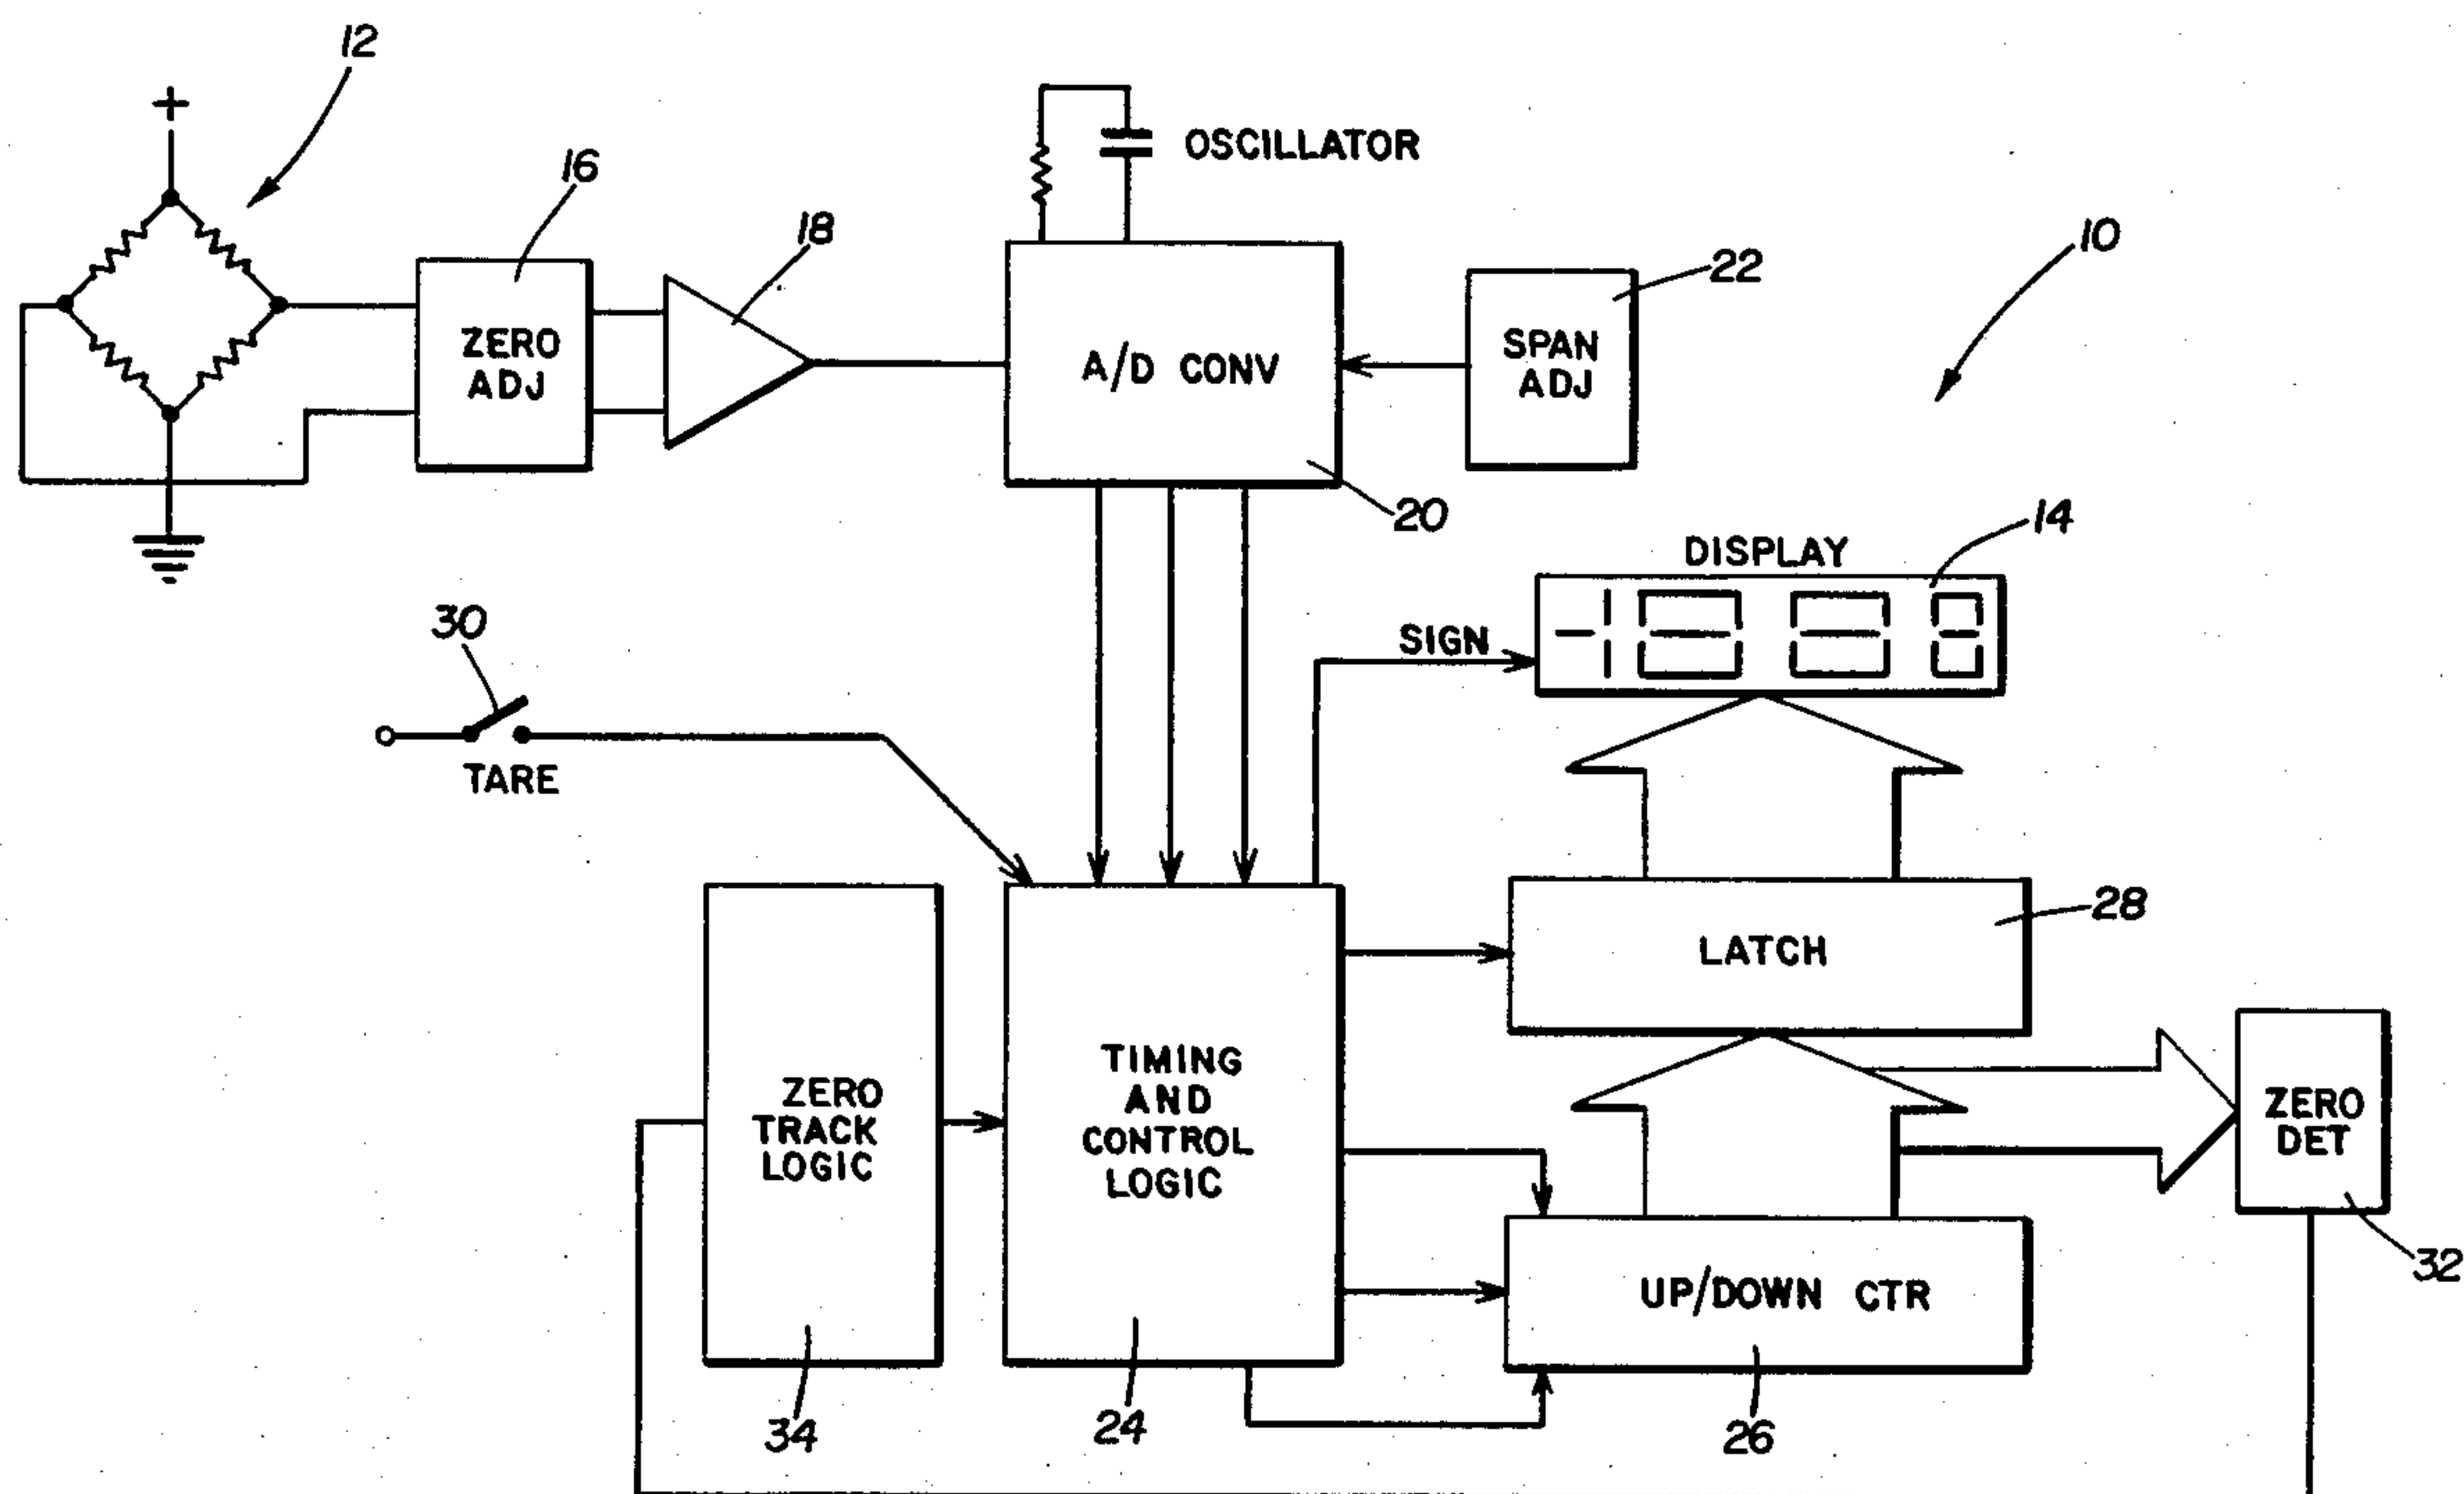 12
+
16
18
OSCILLATOR
10
22
ZERO
ADJ
A/D CONV
SPAN
ADJ
20
14
DISPLAY
30
SIGN
TARE
28
LATCH
ZERO
TRACK
LOGIC
TIMING
AND
CONTROL
LOGIC
ZERO
DET
32
UP/DOWN CTR
34
24
26